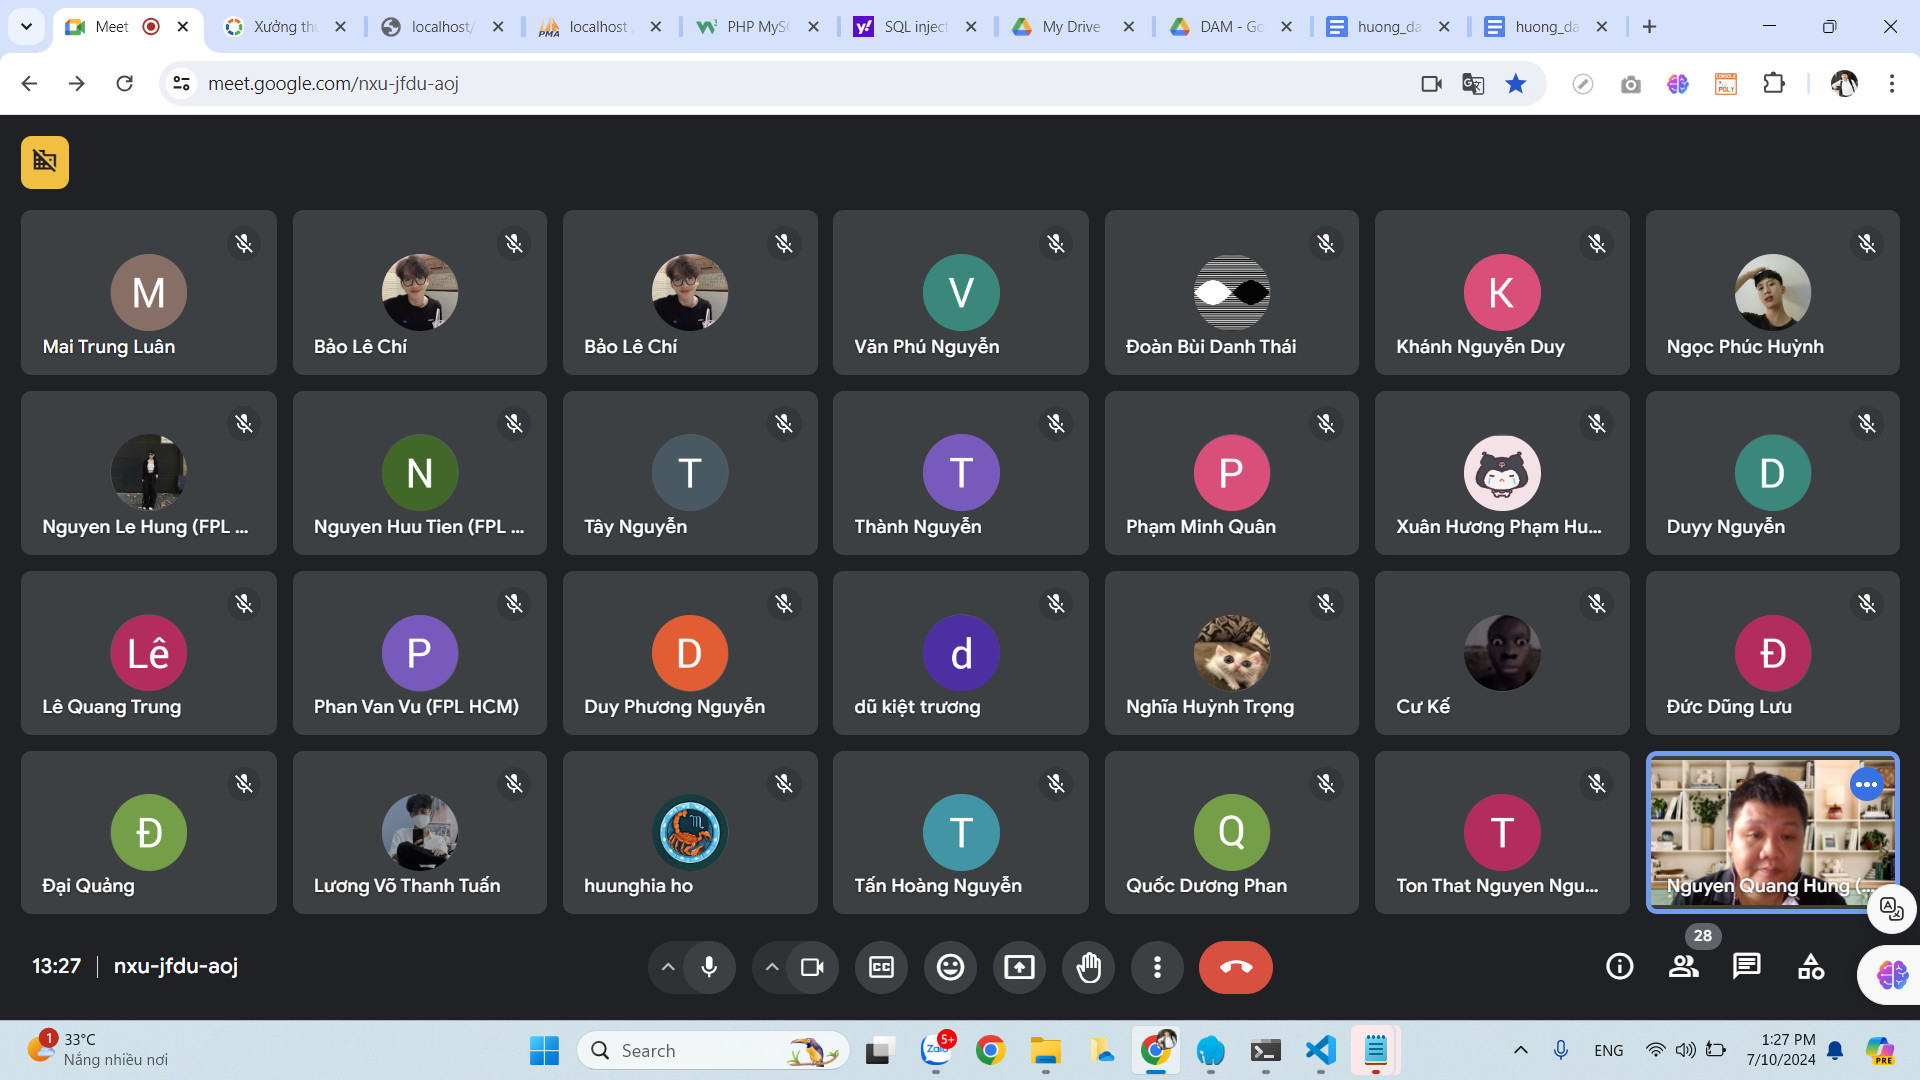 Meet
Xưởng th
localhost/
localhost
PHP MyS
SQL inject
My Drive
DAM - Go
huong_da
huong_da
meet.google.com/nxu-jfdu-aoj
M
Mai Trung Luân
Bảo Lê Chí
Bảo Lê Chí
V
Văn Phú Nguyễn
Đoàn Bùi Danh Thái
K
Khánh Nguyễn Duy
Ngọc Phúc Huỳnh
Nguyen Le Hung (FPL ...
N
Nguyen Huu Tien (FPL ...
T
Tây Nguyễn
T
Thành Nguyễn
P
Phạm Minh Quân
Xuân Hương Phạm Hu...
D
Duyy Nguyễn
Lê
Lê Quang Trung
P
Phan Van Vu (FPL HCM)
D
Duy Phương Nguyễn
d
dũ kiệt trương
Nghĩa Huỳnh Trọng
Cư Kế
Đ
Đức Dũng Lưu
Đ
Đại Quảng
Lương Võ Thanh Tuấn
huunghia ho
T
Tấn Hoàng Nguyễn
Q
Quốc Dương Phan
T
Ton That Nguyen Ngu...
Nguyen Quang Hung (...
13:27 | nxu-jfdu-aoj
28
1
33°C
Nắng nhiều nơi
Search
Zalo
5+
ENG
1:27 PM
7/10/2024
PRE